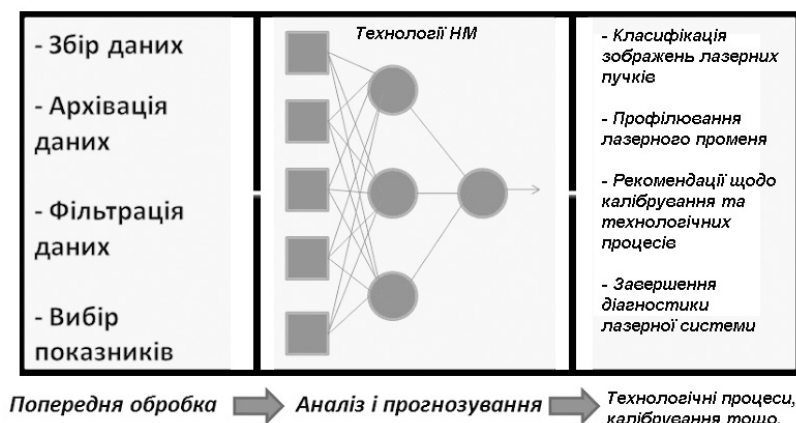 - Збір даних
- Архівація
даних
- Фільтрація
даних
- Вибір
показників
Технології НМ
- Класифікація
зображень лазерних
пучків
- Профілювання
лазерного променя
- Рекомендації щодо
калібрування та
технологічних
процесів
- Завершення
діагностики
лазерної системи
Попередня обробка
Аналіз і прогнозування
Технологічні процеси,
калібрування тощо.